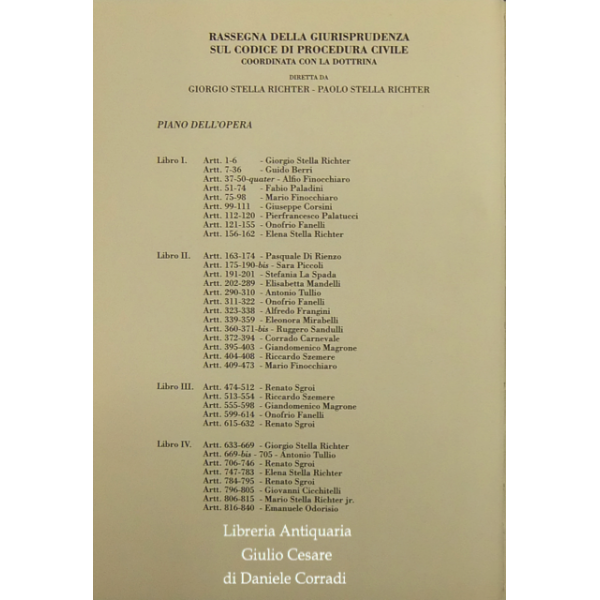 RASSEGNA DELLA GIURISPRUDENZA
SUL CODICE DI PROCEDURA CIVILE
COORDINATA CON LA DOTTRINA
DIRETTA DA
GIORGIO STELLA RICHTER - PAOLO STELLA RICHTER
PIANO DELL'OPERA
Libro I. Artt. 1-6 - Giorgio Stella Richter
Artt. 7-36 - Guido Berri
Artt. 37-50-quater - Alfio Finocchiaro
Artt. 51-74 - Fabio Paladini
Artt. 75-98 - Mario Finocchiaro
Artt. 99-111 - Giuseppe Corsini
Artt. 112-120 - Pierfrancesco Palatucci
Artt. 121-155 - Onofrio Fanelli
Artt. 156-162 - Elena Stella Richter
Libro II. Artt. 163-174 - Pasquale Di Rienzo
Artt. 175-190-bis - Sara Piccoli
Artt. 191-201 - Stefania La Spada
Artt. 202-289 - Elisabetta Mandelli
Artt. 290-310 - Antonio Tullio
Artt. 311-322 - Onofrio Fanelli
Artt. 323-338 - Alfredo Frangini
Artt. 339-359 - Eleonora Mirabelli
Artt. 360-371-bis - Ruggero Sandulli
Artt. 372-394 - Corrado Carnevale
Artt. 395-403 - Giandomenico Magrone
Artt. 404-408 - Riccardo Szemere
Artt. 409-473 - Mario Finocchiaro
Libro III. Artt. 474-512 - Renato Sgroi
Artt. 513-554 - Riccardo Szemere
Artt. 555-598 - Giandomenico Magrone
Artt. 599-614 - Onofrio Fanelli
Artt. 615-632 - Renato Sgroi
Libro IV. Artt. 633-669 - Giorgio Stella Richter
Artt. 669-bis - 705 - Antonio Tullio
Artt. 706-746 - Renato Sgroi
Artt. 747-783 - Elena Stella Richter
Artt. 784-795 - Renato Sgroi
Artt. 796-805 - Giovanni Cicchitelli
Artt. 806-815 - Mario Stella Richter jr.
Artt. 816-840 - Emanuele Odorisio
Libreria Antiquaria
Giulio Cesare
di Daniele Corradi